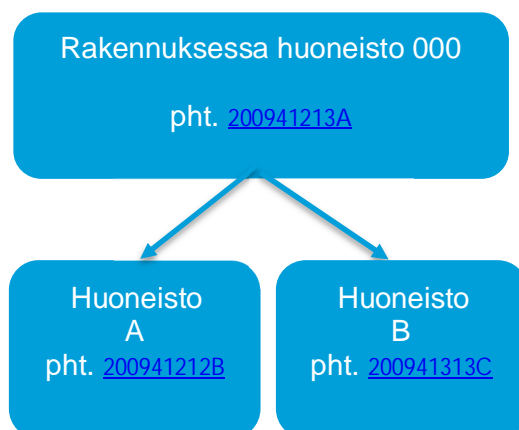 Rakennuksessa huoneisto 000
pht. 200941213A
Huoneisto
A
pht. 200941212B
Huoneisto
B
pht. 200941313C